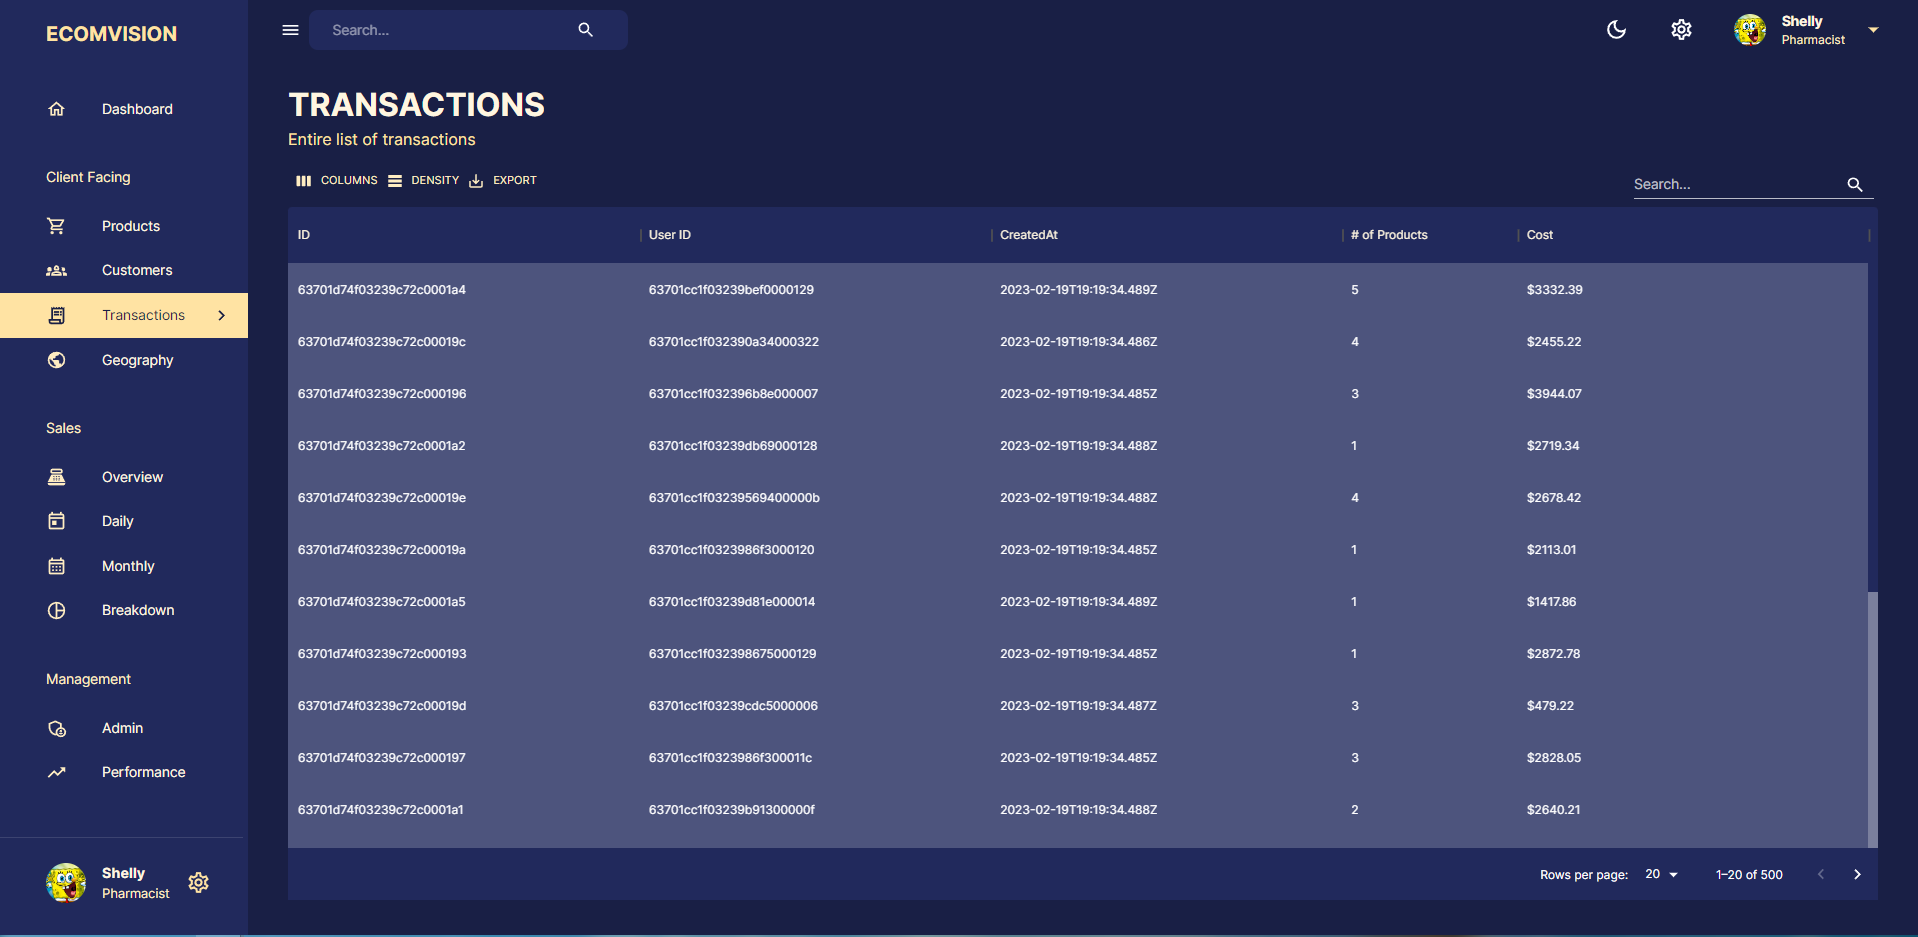 ECOMVISION
Dashboard
Client Facing
Products
Customers
Transactions
Geography
Sales
Overview
Daily
Monthly
Breakdown
Management
Admin
Performance
Shelly
Pharmacist
Search...
Shelly
Pharmacist
TRANSACTIONS
Entire list of transactions
COLUMNS DENSITY EXPORT
Search...
ID User ID CreatedAt # of Products Cost
63701d74f03239c72c0001a4 63701cc1f03239bef0000129 2023-02-19T19:19:34.489Z 5 $3332.39
63701d74f03239c72c00019c 63701cc1f032390a34000322 2023-02-19T19:19:34.486Z 4 $2455.22
63701d74f03239c72c000196 63701cc1f032396b8e000007 2023-02-19T19:19:34.485Z 3 $3944.07
63701d74f03239c72c0001a2 63701cc1f03239db69000128 2023-02-19T19:19:34.488Z 1 $2719.34
63701d74f03239c72c00019e 63701cc1f03239569400000b 2023-02-19T19:19:34.488Z 4 $2678.42
63701d74f03239c72c00019a 63701cc1f0323986f3000120 2023-02-19T19:19:34.485Z 1 $2113.01
63701d74f03239c72c0001a5 63701cc1f03239d81e000014 2023-02-19T19:19:34.489Z 1 $1417.86
63701d74f03239c72c000193 63701cc1f032398675000129 2023-02-19T19:19:34.485Z 1 $2872.78
63701d74f03239c72c00019d 63701cc1f03239cdc5000006 2023-02-19T19:19:34.487Z 3 $479.22
63701d74f03239c72c000197 63701cc1f0323986f300011c 2023-02-19T19:19:34.485Z 3 $2828.05
63701d74f03239c72c0001a1 63701cc1f03239b91300000f 2023-02-19T19:19:34.488Z 2 $2640.21
Rows per page: 20 1–20 of 500